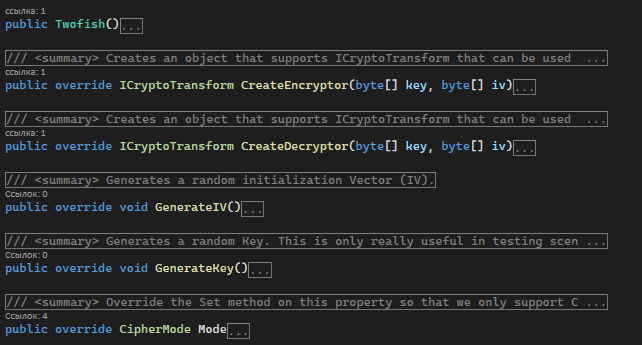 ссылка: 1
public Twofish()...
/// <summary> Creates an object that supports ICryptoTransform that can be used ...
ссылка: 1
public override ICryptoTransform CreateEncryptor(byte[] key, byte[] iv)...
/// <summary> Creates an object that supports ICryptoTransform that can be used ...
ссылка: 1
public override ICryptoTransform CreateDecryptor(byte[] key, byte[] iv)...
/// <summary> Generates a random initialization Vector (IV).
Ссылок: 0
public override void GenerateIV()...
/// <summary> Generates a random Key. This is only really useful in testing scen ...
Ссылок: 0
public override void GenerateKey()...
/// <summary> Override the Set method on this property so that we only support C ...
Ссылок: 4
public override CipherMode Mode...